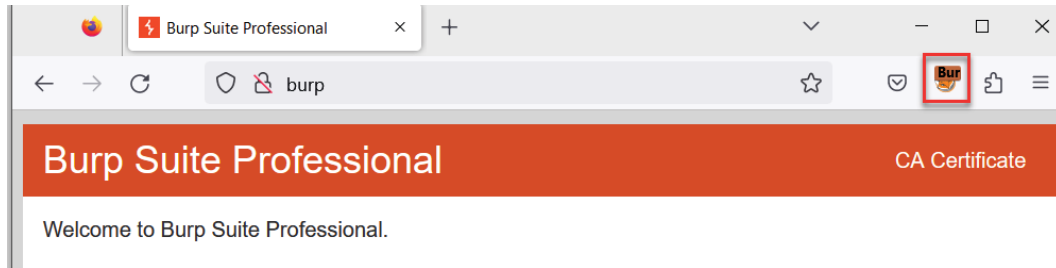 Burp Suite Professional
burp
Bur
Burp Suite Professional
CA Certificate
Welcome to Burp Suite Professional.